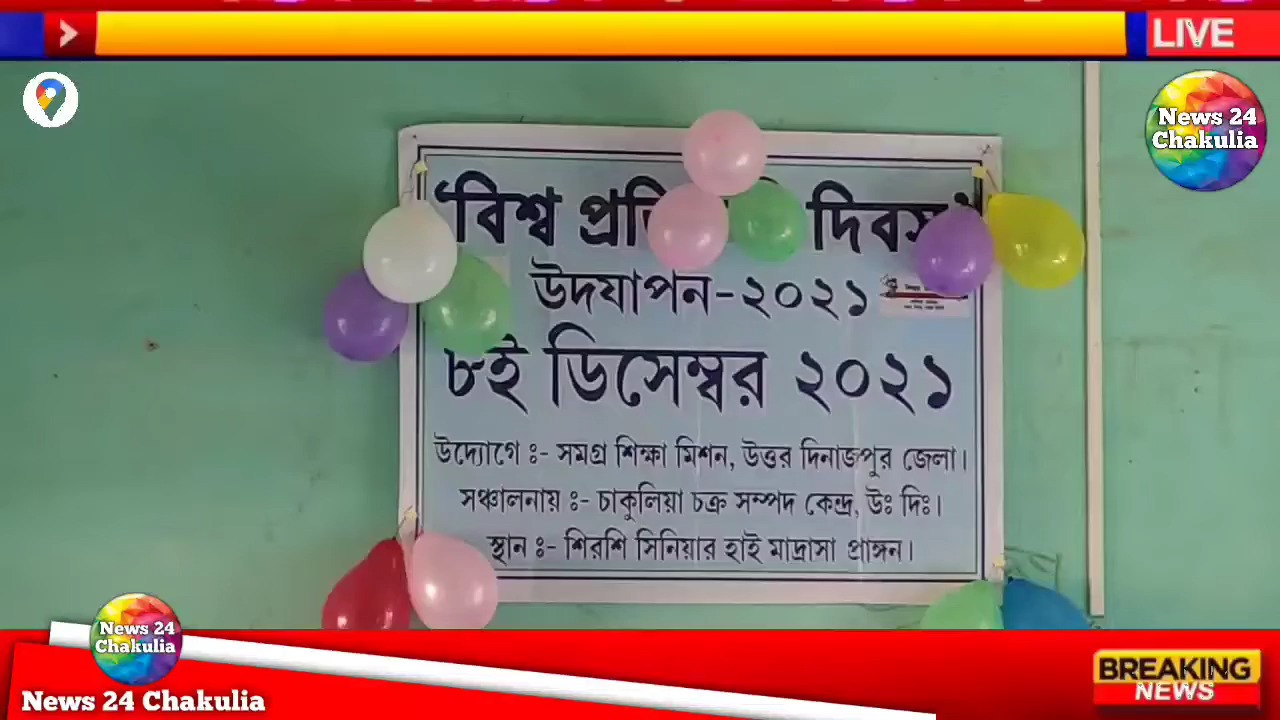 LIVE
News 24
Chakulia
‘বিশ্ব দিবস’
উদযাপন-২০২১
৮ই ডিসেম্বর ২০২১
উদ্যোগে ঃ- সমগ্র শিক্ষা মিশন, উত্তর দিনাজপুর জেলা।
সঞ্চালনায় ঃ- চাকুলিয়া চক্র সম্পদ কেন্দ্র, উঃ দিঃ।
স্থান ঃ- শিরশি সিনিয়ার হাই মাদ্রাসা প্রাঙ্গন।
News 24
Chakulia
News 24 Chakulia
BREAKING
NEWS